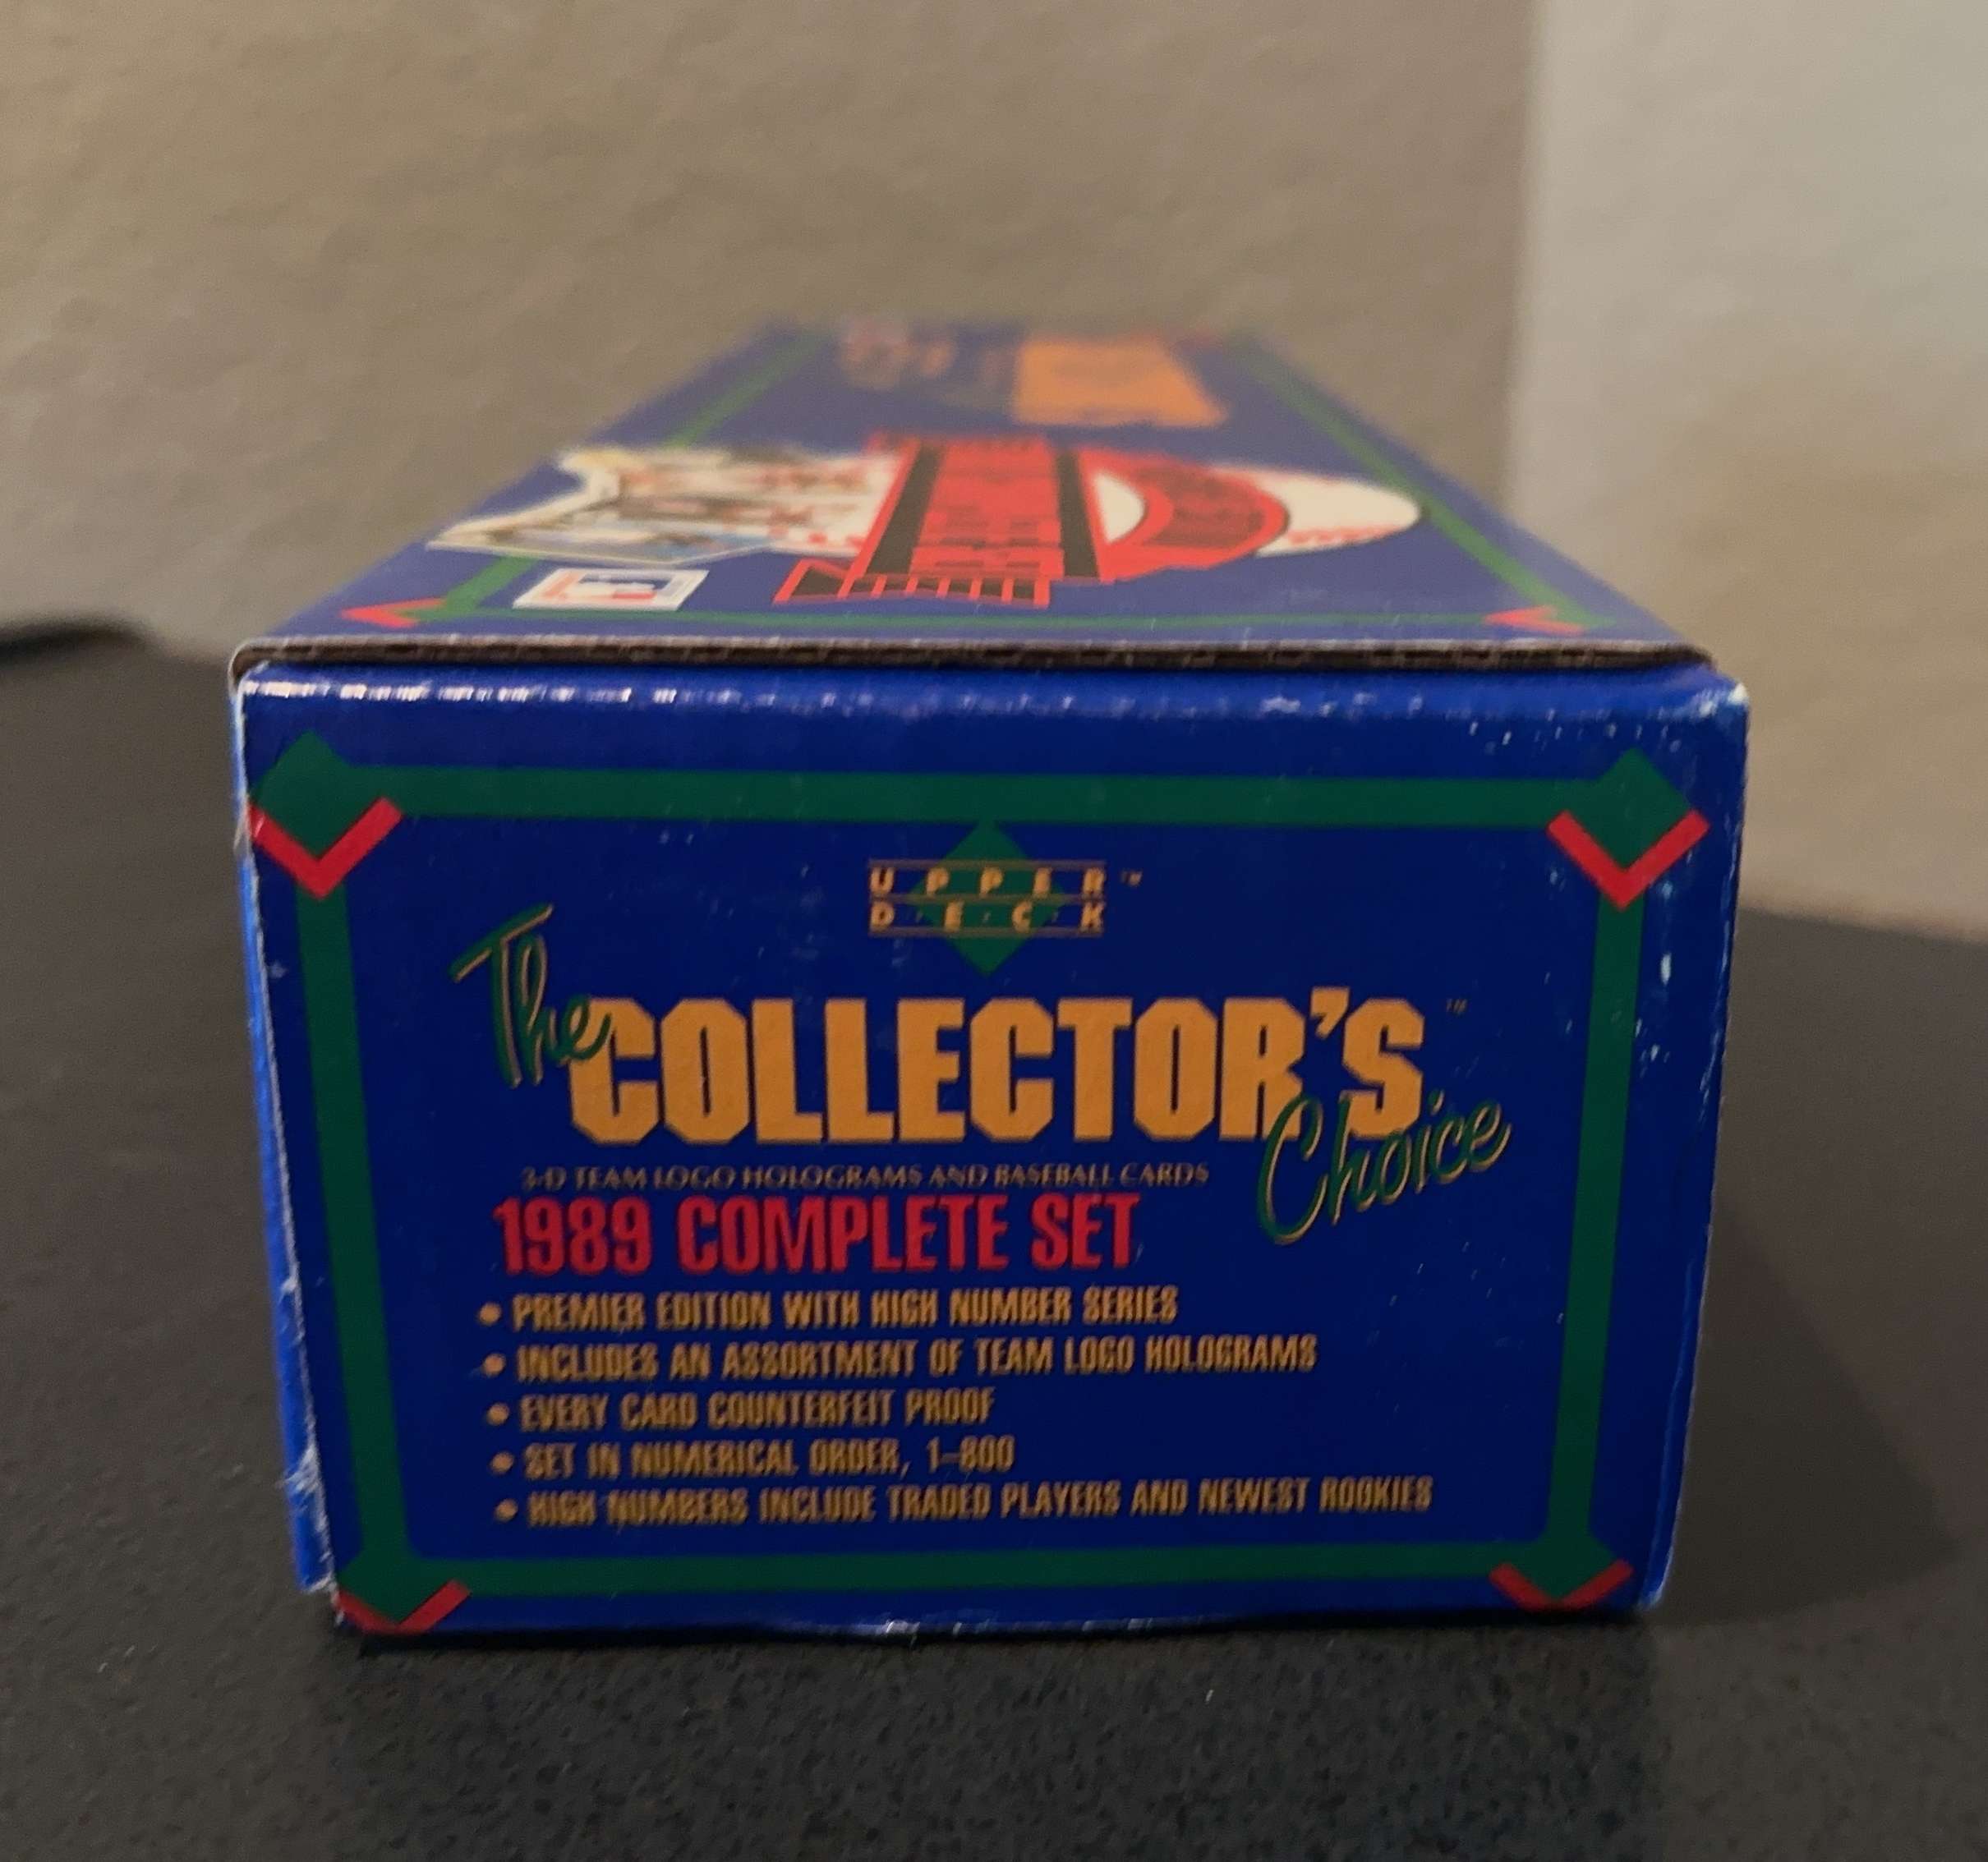 UPPER™
D·E·C·K
The COLLECTOR'S™
Choice
3-D TEAM LOGO HOLOGRAMS AND BASEBALL CARDS
1989 COMPLETE SET
• PREMIER EDITION WITH HIGH NUMBER SERIES
• INCLUDES AN ASSORTMENT OF TEAM LOGO HOLOGRAMS
• EVERY CARD COUNTERFEIT PROOF
• SET IN NUMERICAL ORDER, 1-800
• HIGH NUMBERS INCLUDE TRADED PLAYERS AND NEWEST ROOKIES